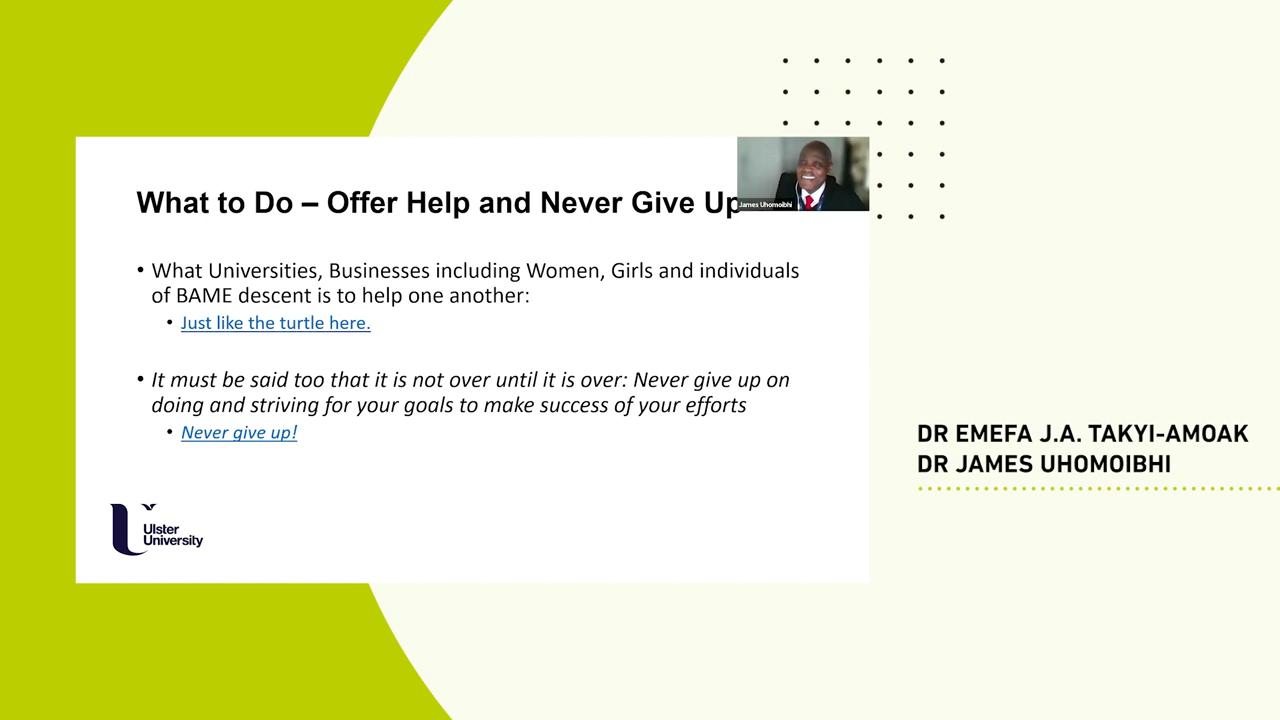 What to Do – Offer Help and Never Give Up
James Uhomoibhi
• What Universities, Businesses including Women, Girls and individuals
of BAME descent is to help one another:
• Just like the turtle here.
• It must be said too that it is not over until it is over: Never give up on
doing and striving for your goals to make success of your efforts
• Never give up!
Ulster
University
DR EMEFA J.A. TAKYI-AMOAK
DR JAMES UHOMOIBHI